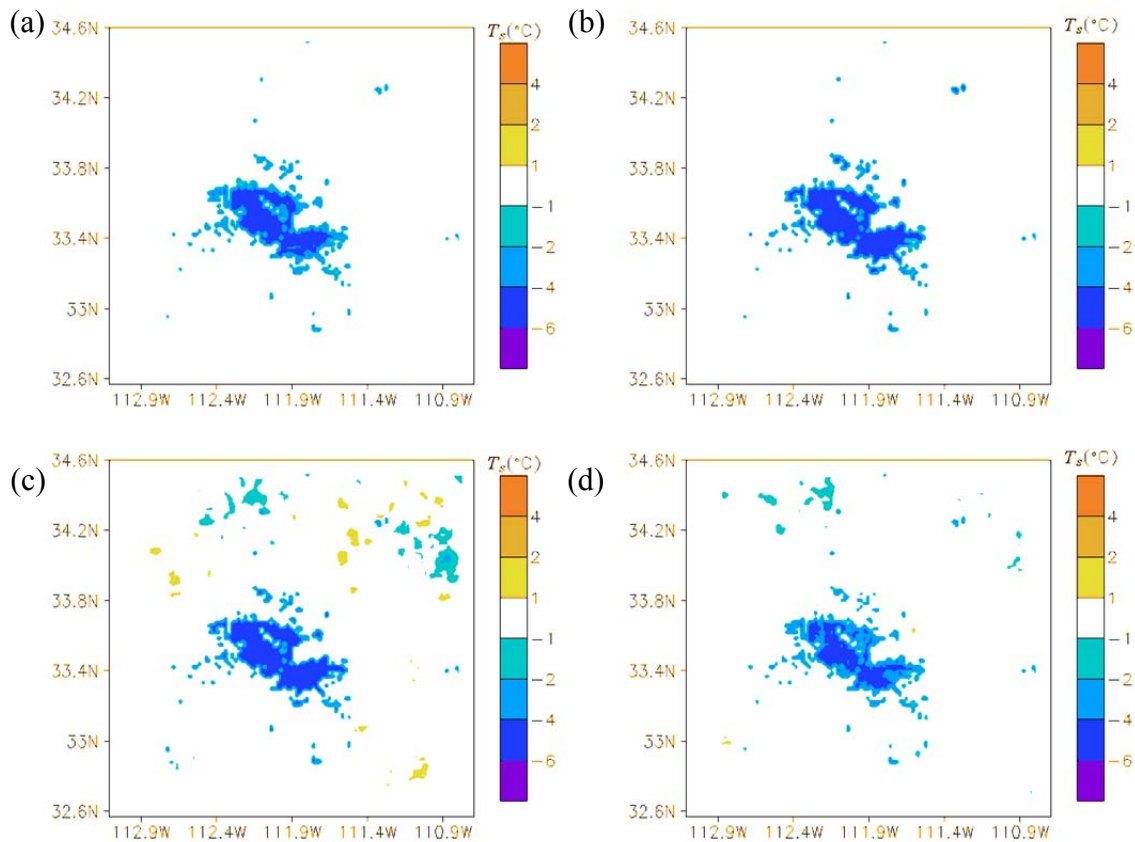 (a)
T_s(°C)
34.6N
34.2N
33.8N
33.4N
33N
32.6N
112.9W 112.4W 111.9W 111.4W 110.9W
4
2
1
−1
−2
−4
−6
(b)
T_s(°C)
34.6N
34.2N
33.8N
33.4N
33N
32.6N
112.9W 112.4W 111.9W 111.4W 110.9W
4
2
1
−1
−2
−4
−6
(c)
T_s(°C)
34.6N
34.2N
33.8N
33.4N
33N
32.6N
112.9W 112.4W 111.9W 111.4W 110.9W
4
2
1
−1
−2
−4
−6
(d)
T_s(°C)
34.6N
34.2N
33.8N
33.4N
33N
32.6N
112.9W 112.4W 111.9W 111.4W 110.9W
4
2
1
−1
−2
−4
−6